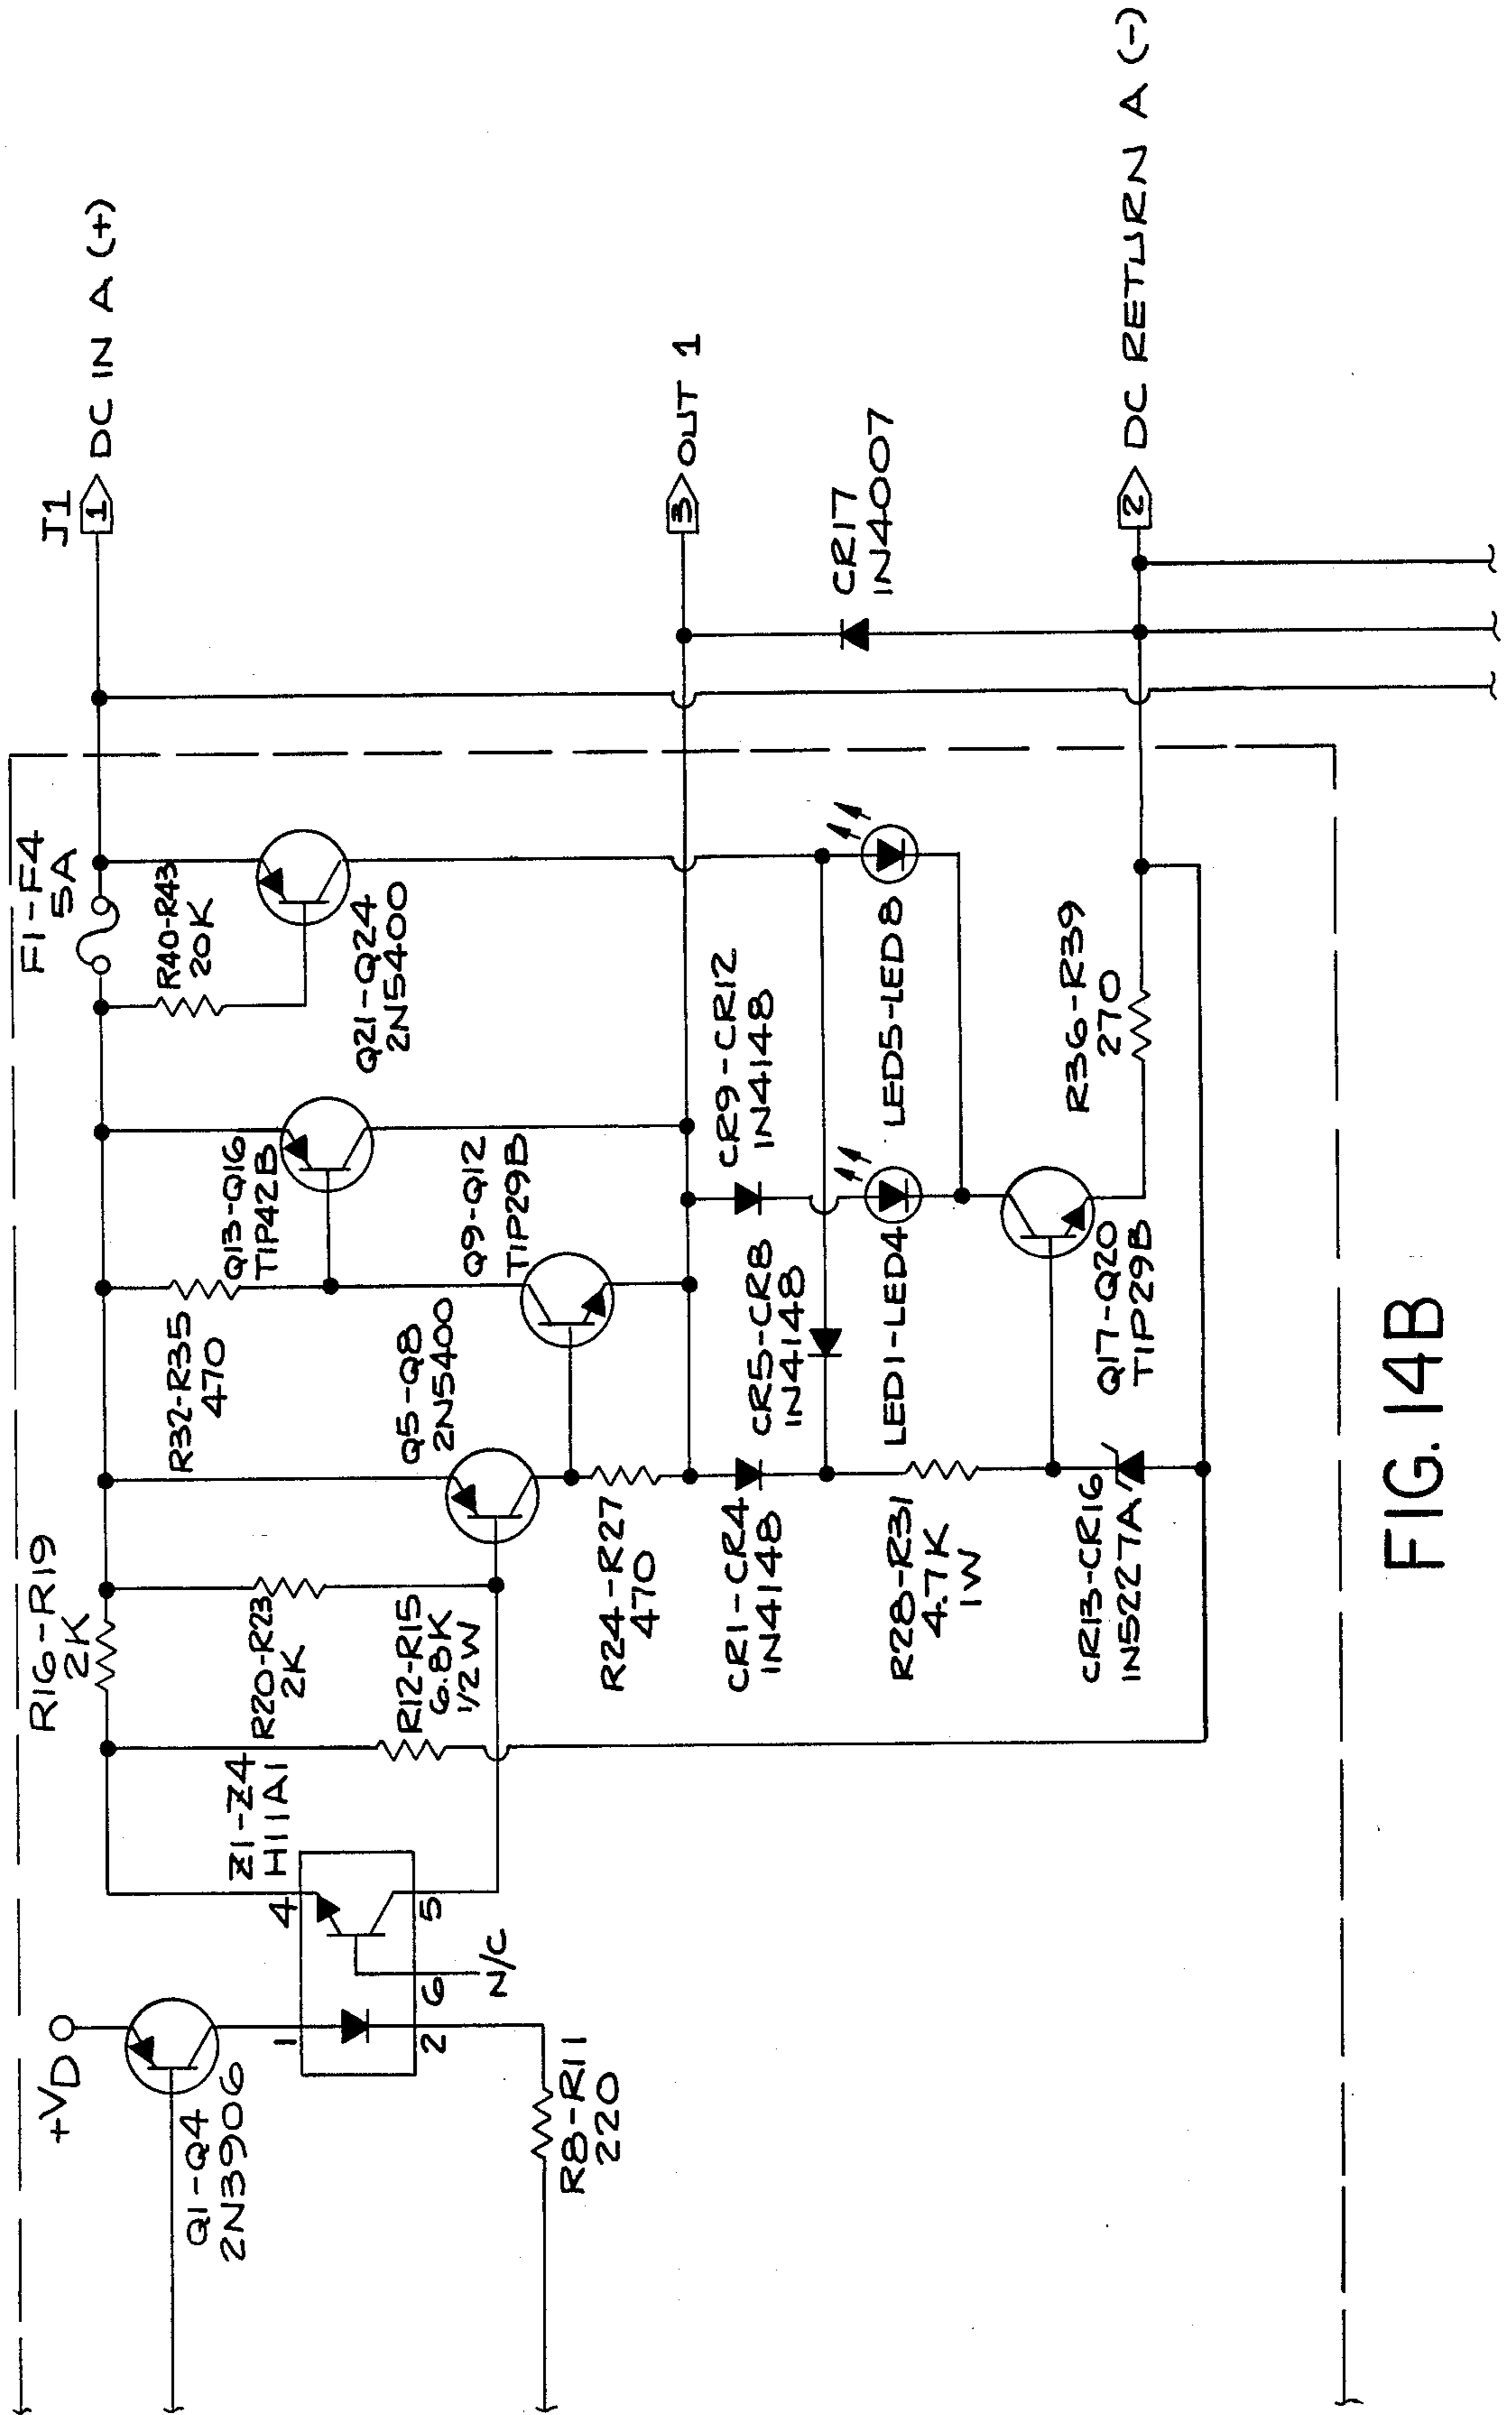 +VD
Q1-Q4
2N3906
R8-R11
220
1
2
4
5
6
N/C
Z1-Z4
H11A1
R16-R19
2K
R20-R23
2K
R12-R15
6.8K
1/2W
R32-R35
470
Q5-Q8
2N5400
R24-R27
470
CR1-CR4
1N4148
R28-R31
4.7K
1W
CR13-CR16
1N5227A
Q13-Q16
TIP42B
Q9-Q12
TIP29B
CR5-CR8
1N4148
LED1-LED4
Q17-Q20
TIP29B
F1-F4
5A
R40-R43
20K
Q21-Q24
2N5400
CR9-CR12
1N4148
LED5-LED8
R36-R39
270
J1
1 DC IN A (+)
3 OUT 1
CR17
1N4007
2 DC RETURN A (-)
FIG. 14B